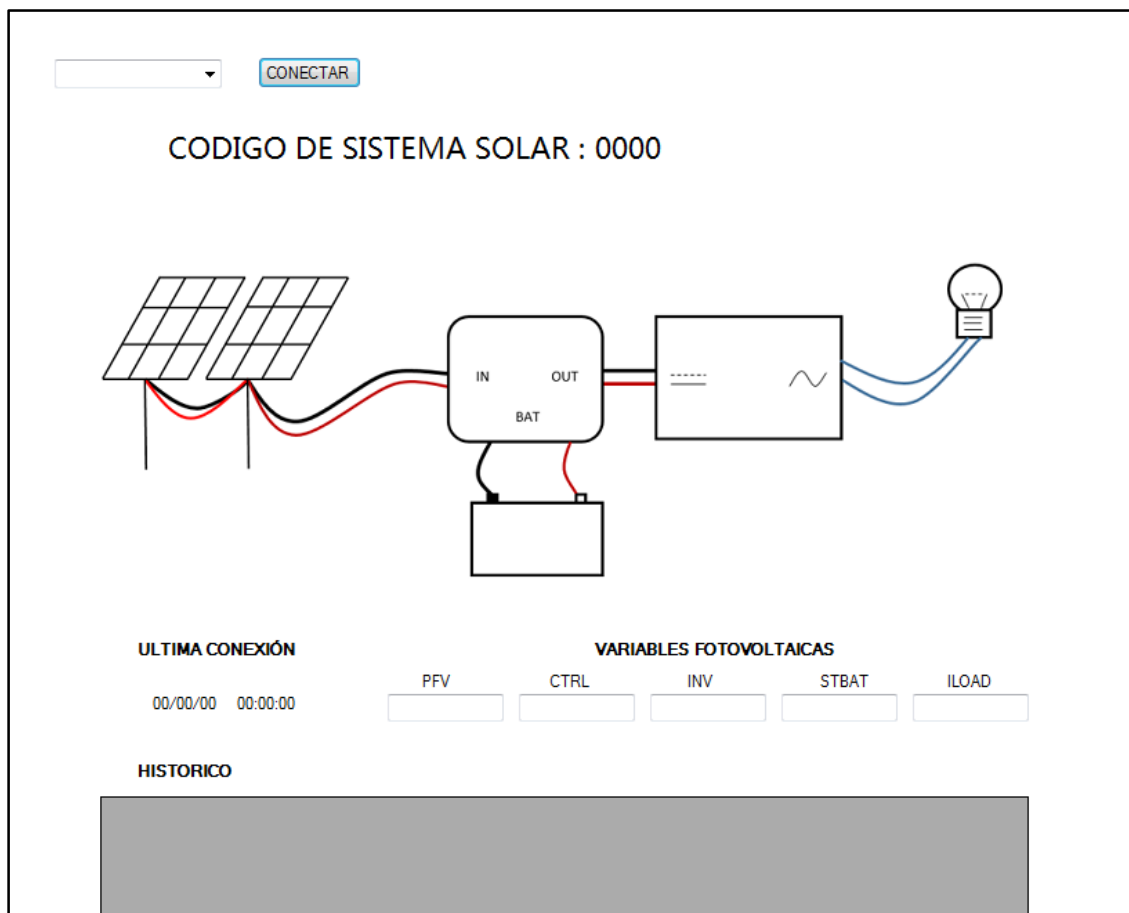 CONECTAR
CODIGO DE SISTEMA SOLAR : 0000
IN OUT
BAT
ULTIMA CONEXIÓN VARIABLES FOTOVOLTAICAS
PFV CTRL INV STBAT ILOAD
00/00/00 00:00:00
HISTORICO